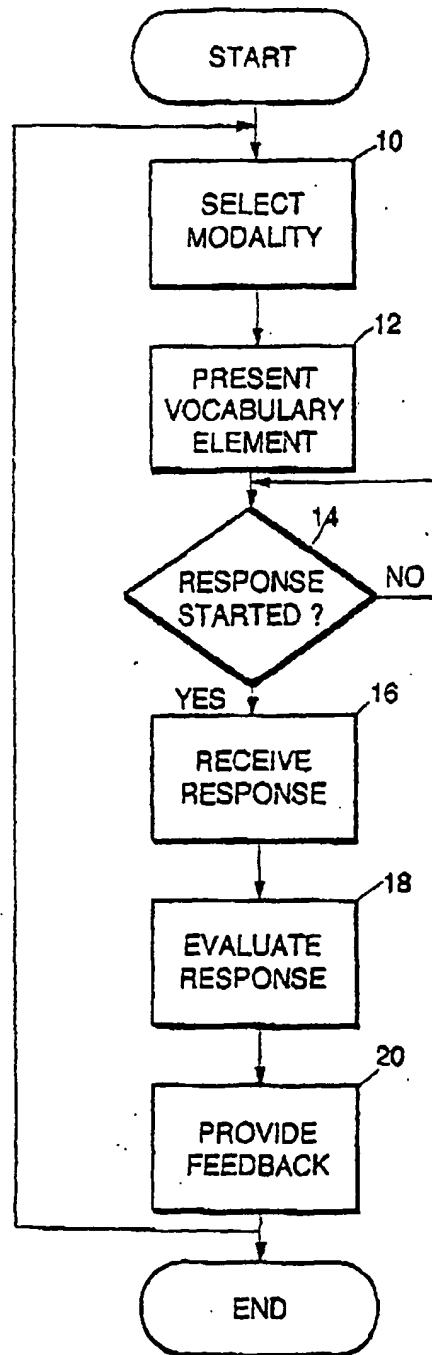 START
10
SELECT
MODALITY
12
PRESENT
VOCABULARY
ELEMENT
14
RESPONSE
STARTED ?
NO
YES
16
RECEIVE
RESPONSE
18
EVALUATE
RESPONSE
20
PROVIDE
FEEDBACK
END